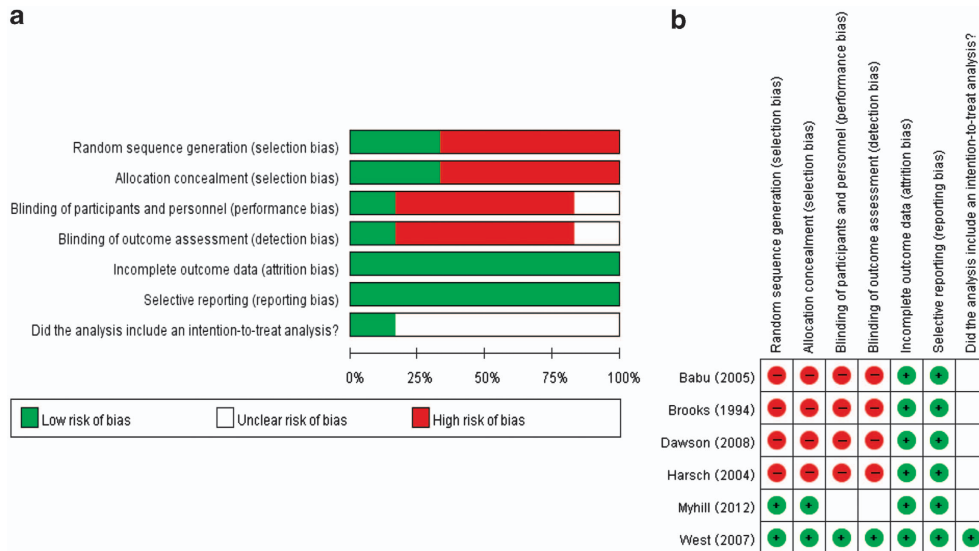 a
Random sequence generation (selection bias)
Allocation concealment (selection bias)
Blinding of participants and personnel (performance bias)
Blinding of outcome assessment (detection bias)
Incomplete outcome data (attrition bias)
Selective reporting (reporting bias)
Did the analysis include an intention-to-treat analysis?
0% 25% 50% 75% 100%
Low risk of bias Unclear risk of bias High risk of bias
b
Random sequence generation (selection bias)
Allocation concealment (selection bias)
Blinding of participants and personnel (performance bias)
Blinding of outcome assessment (detection bias)
Incomplete outcome data (attrition bias)
Selective reporting (reporting bias)
Did the analysis include an intention-to-treat analysis?
Babu (2005) − − − − + +
Brooks (1994) − − − − + +
Dawson (2008) − − − − + +
Harsch (2004) − − − − + +
Myhill (2012) + + + +
West (2007) + + + + + + +